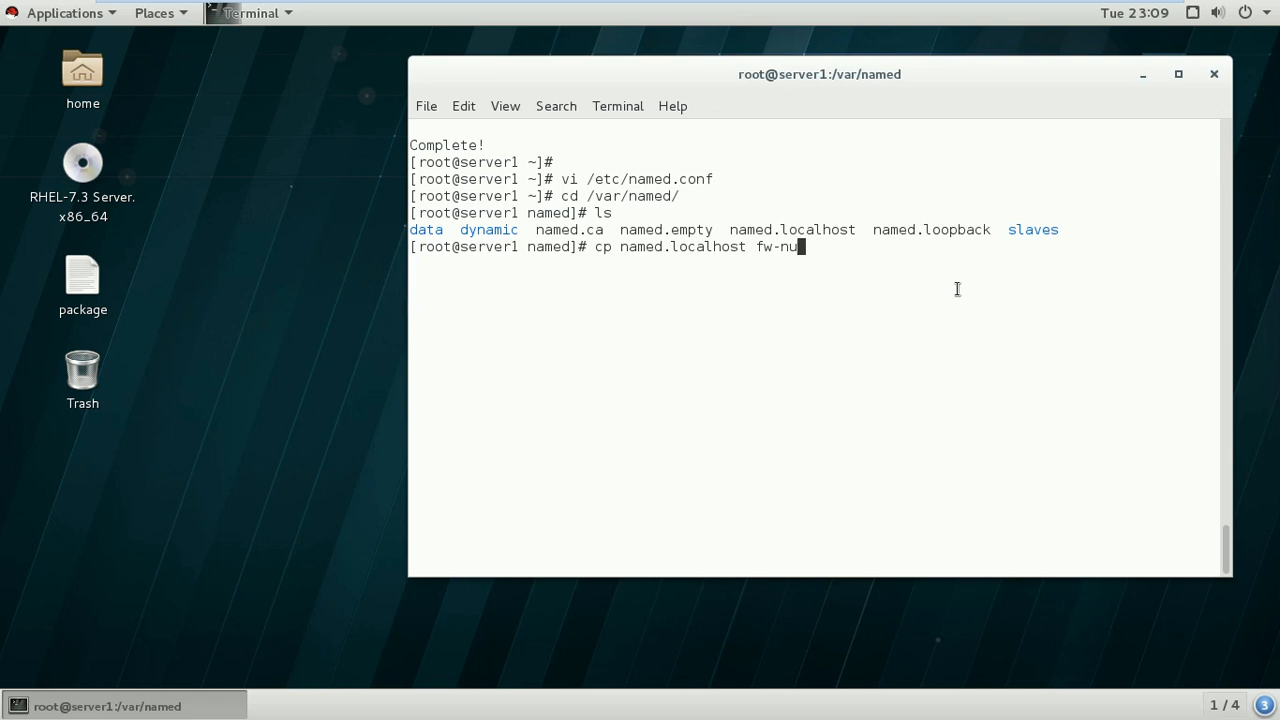 Applications Places Terminal Tue 23:09
root@server1:/var/named
File Edit View Search Terminal Help
home
RHEL-7.3 Server.
x86_64
package
Trash
Complete!
[root@server1 ~]#
[root@server1 ~]# vi /etc/named.conf
[root@server1 ~]# cd /var/named/
[root@server1 named]# ls
data dynamic named.ca named.empty named.localhost named.loopback slaves
[root@server1 named]# cp named.localhost fw-nu
root@server1:/var/named 1 / 4 3